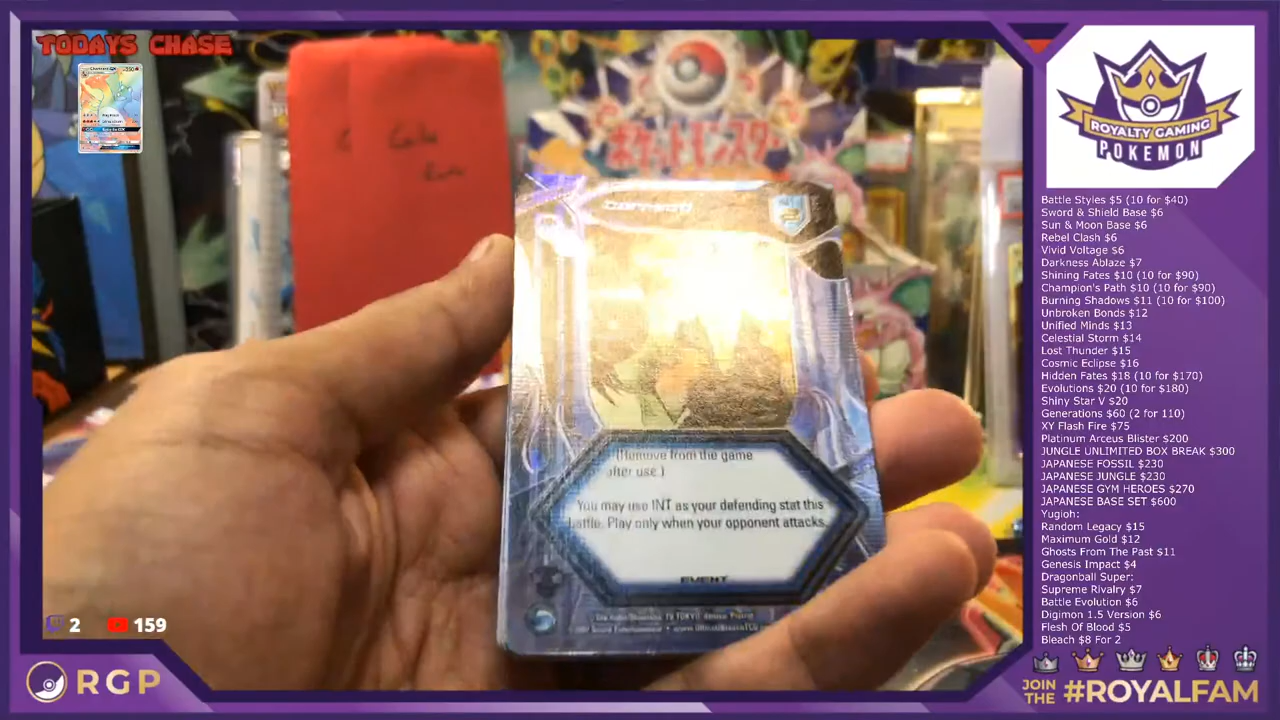 TODAYS CHASE
ポケットモンスター
(Remove from the game
after use.)
You may use INT as your defending stat this
battle. Play only when your opponent attacks.
EVENT
2
159
RGP
ROYALTY GAMING
POKEMON
Battle Styles $5 (10 for $40)
Sword & Shield Base $6
Sun & Moon Base $6
Rebel Clash $6
Vivid Voltage $6
Darkness Ablaze $7
Shining Fates $10 (10 for $90)
Champion's Path $10 (10 for $90)
Burning Shadows $11 (10 for $100)
Unbroken Bonds $12
Unified Minds $13
Celestial Storm $14
Lost Thunder $15
Cosmic Eclipse $16
Hidden Fates $18 (10 for $170)
Evolutions $20 (10 for $180)
Shiny Star V $20
Generations $60 (2 for 110)
XY Flash Fire $75
Platinum Arceus Blister $200
JUNGLE UNLIMITED BOX BREAK $300
JAPANESE FOSSIL $230
JAPANESE JUNGLE $230
JAPANESE GYM HEROES $270
JAPANESE BASE SET $600
Yugioh:
Random Legacy $15
Maximum Gold $12
Ghosts From The Past $11
Genesis Impact $4
Dragonball Super:
Supreme Rivalry $7
Battle Evolution $6
Digimon 1.5 Version $6
Flesh Of Blood $5
Bleach $8 For 2
JOIN
THE
#ROYALFAM